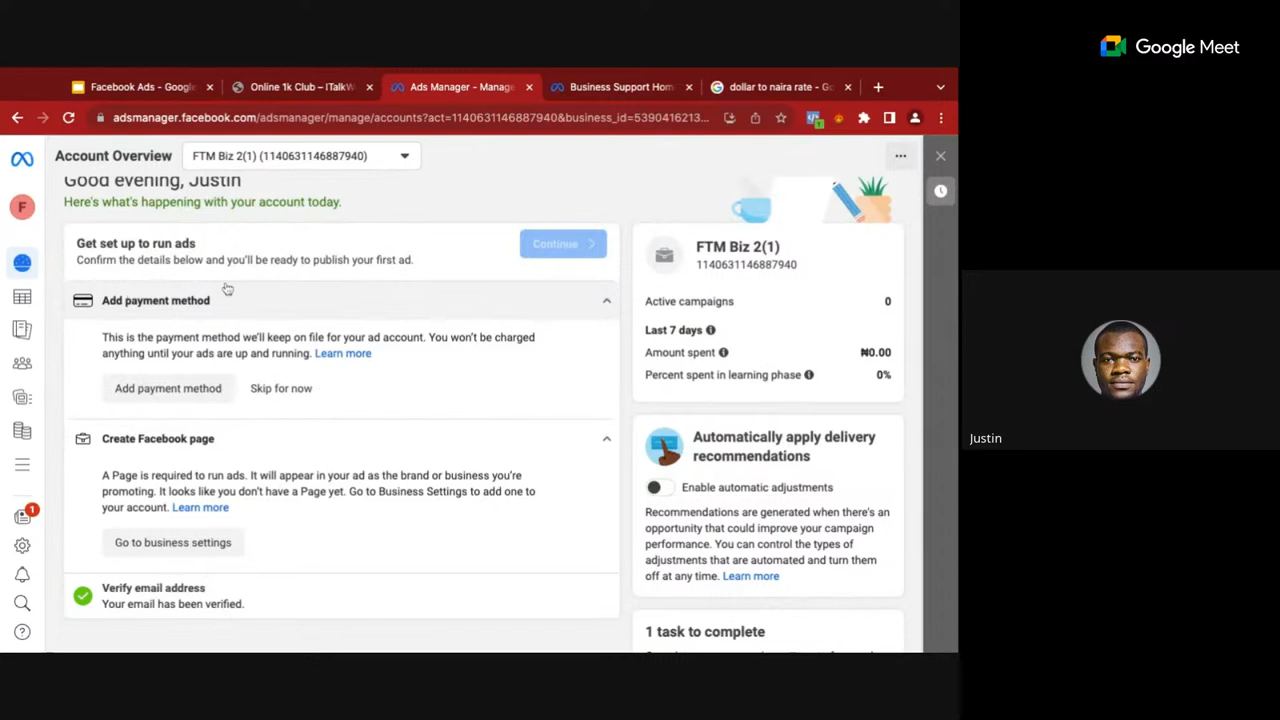 Google Meet
Facebook Ads - Google
Online 1k Club – ITalkW
Ads Manager - Manage
Business Support Hom
dollar to naira rate - Go
adsmanager.facebook.com/adsmanager/manage/accounts?act=1140631146887940&business_id=5390416213...
Account Overview
FTM Biz 2(1) (1140631146887940)
F
Good evening, Justin
Here's what's happening with your account today.
Get set up to run ads
Confirm the details below and you'll be ready to publish your first ad.
Continue
Add payment method
This is the payment method we'll keep on file for your ad account. You won't be charged
anything until your ads are up and running. Learn more
Add payment method
Skip for now
Create Facebook page
A Page is required to run ads. It will appear in your ad as the brand or business you're
promoting. It looks like you don't have a Page yet. Go to Business Settings to add one to
your account. Learn more
Go to business settings
Verify email address
Your email has been verified.
1
FTM Biz 2(1)
1140631146887940
Active campaigns
0
Last 7 days
Amount spent
₦0.00
Percent spent in learning phase
0%
Automatically apply delivery
recommendations
Enable automatic adjustments
Recommendations are generated when there's an
opportunity that could improve your campaign
performance. You can control the types of
adjustments that are automated and turn them
off at any time. Learn more
1 task to complete
Justin